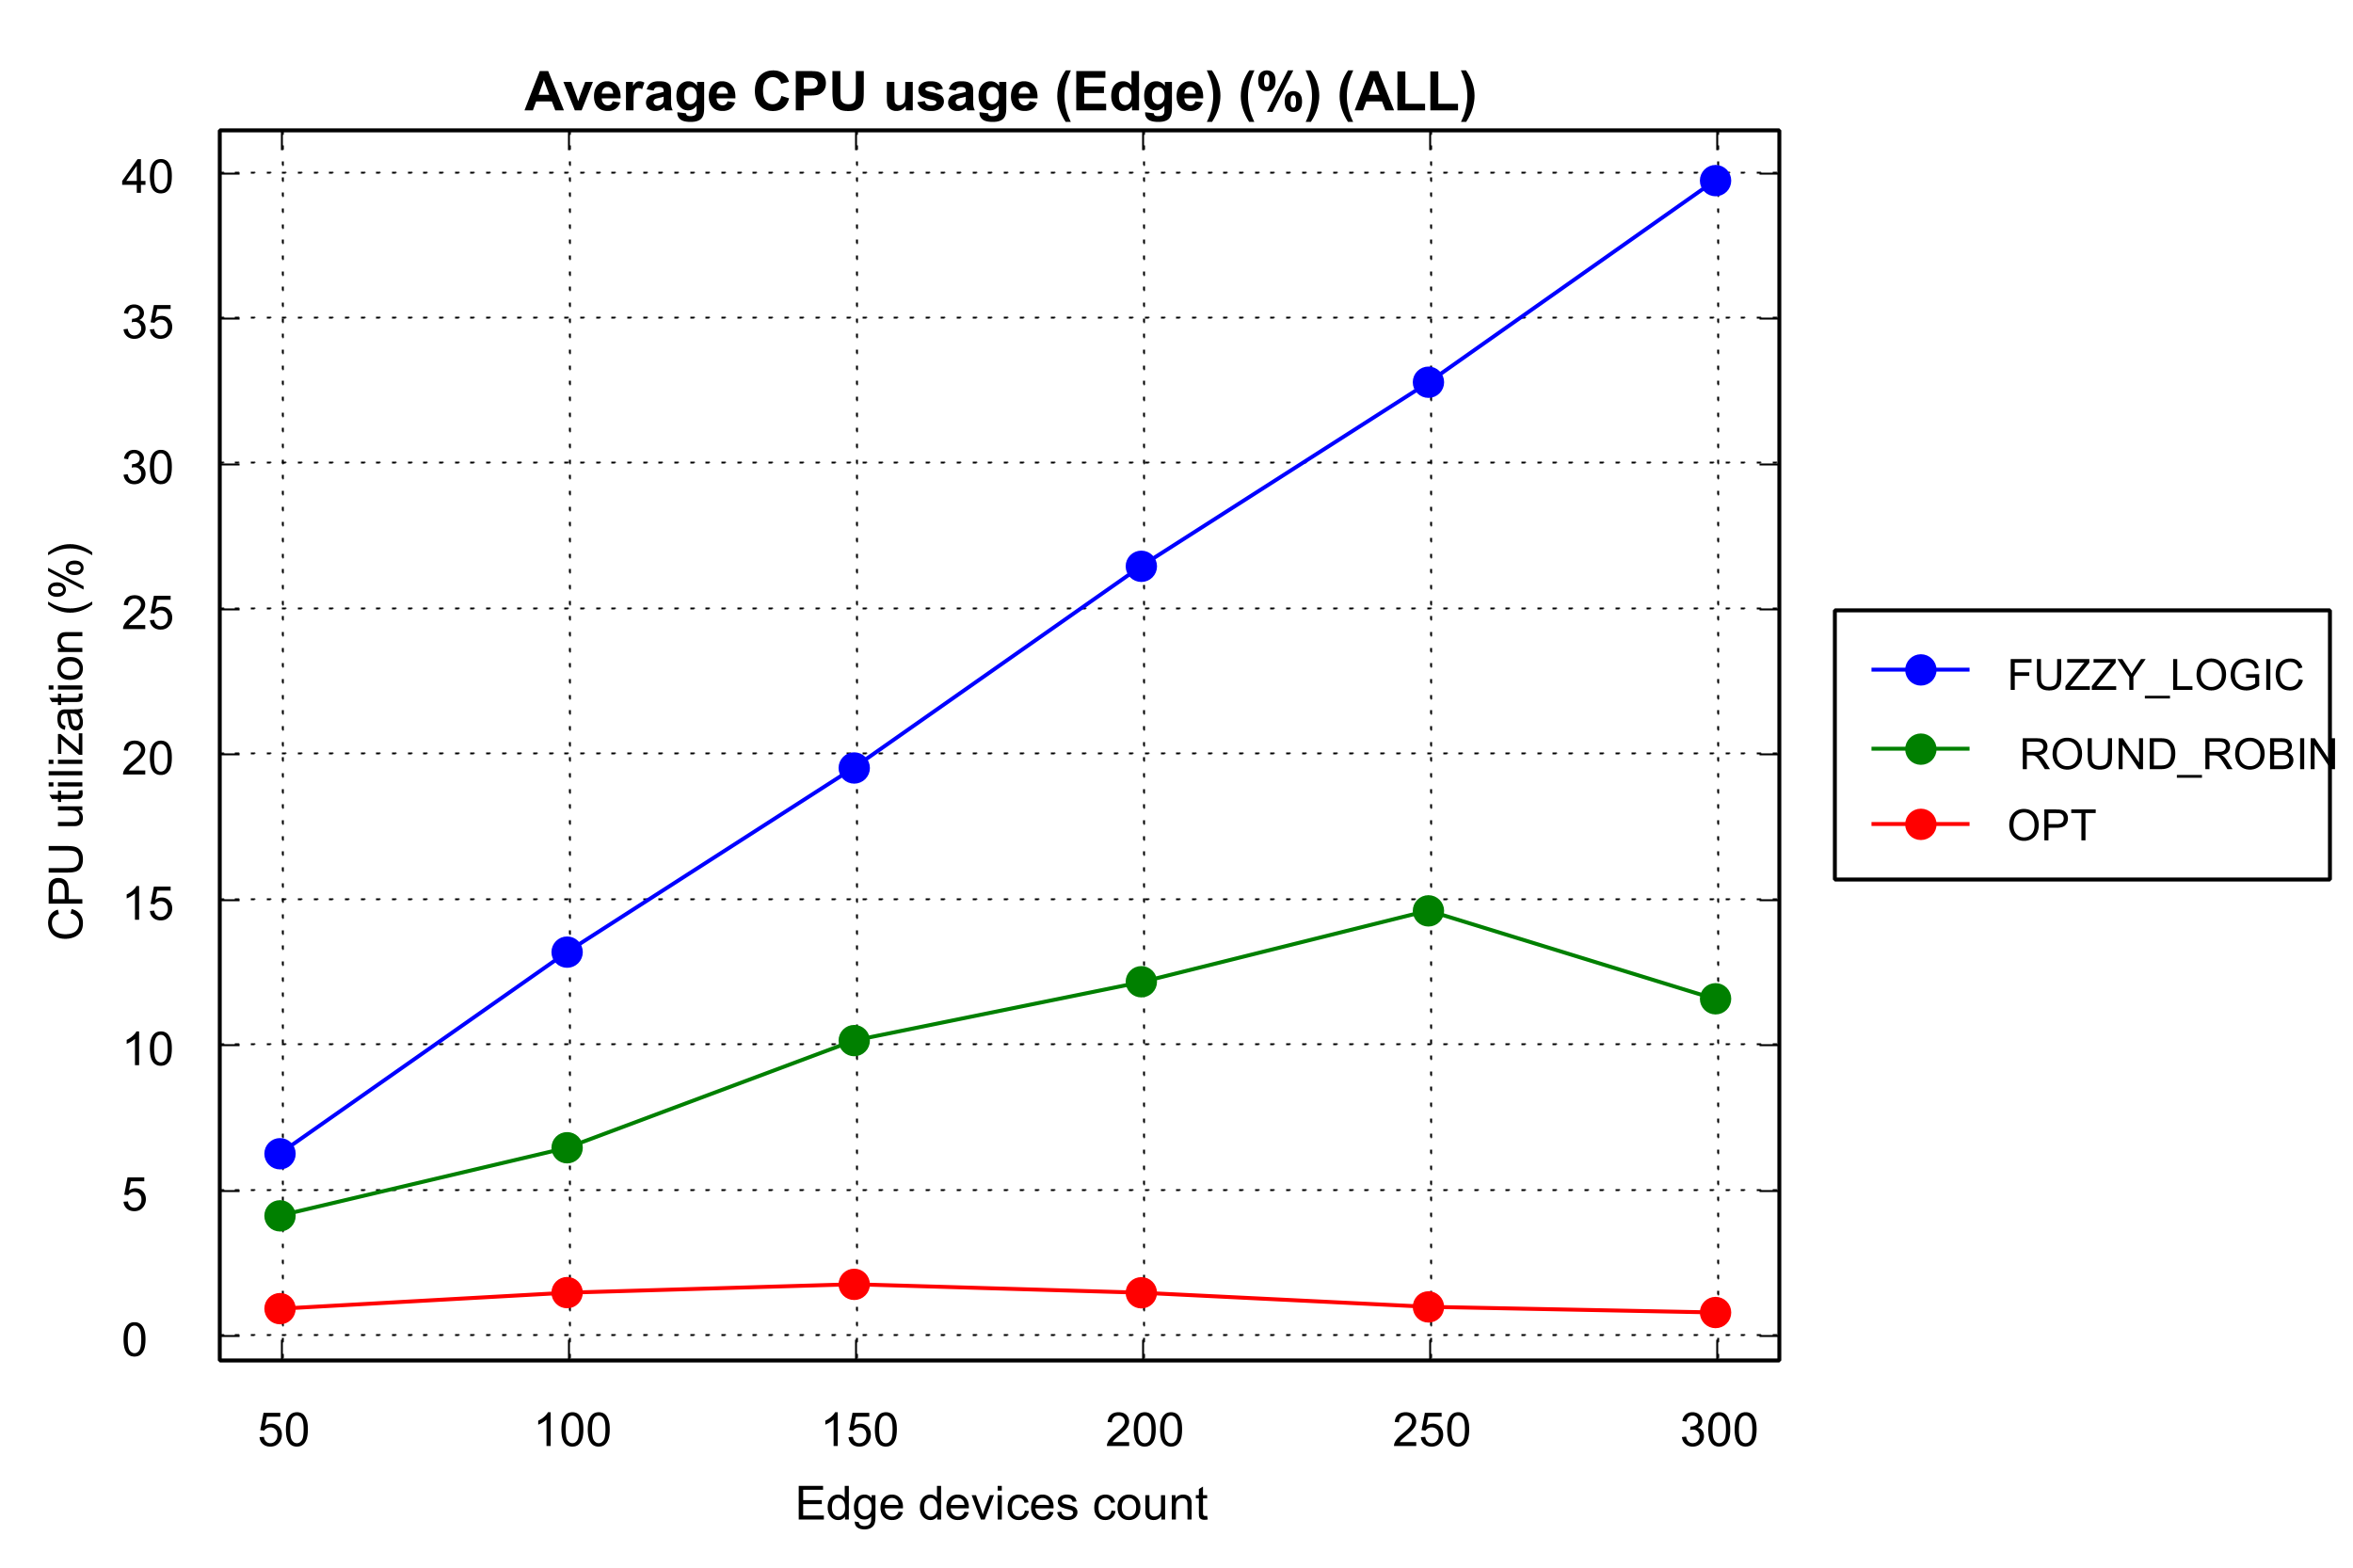 Average CPU usage (Edge) (%) (ALL)
40
35
30
25
20
15
10
5
0
CPU utilization (%)
50 100 150 200 250 300
Edge devices count
FUZZY_LOGIC
ROUND_ROBIN
OPT